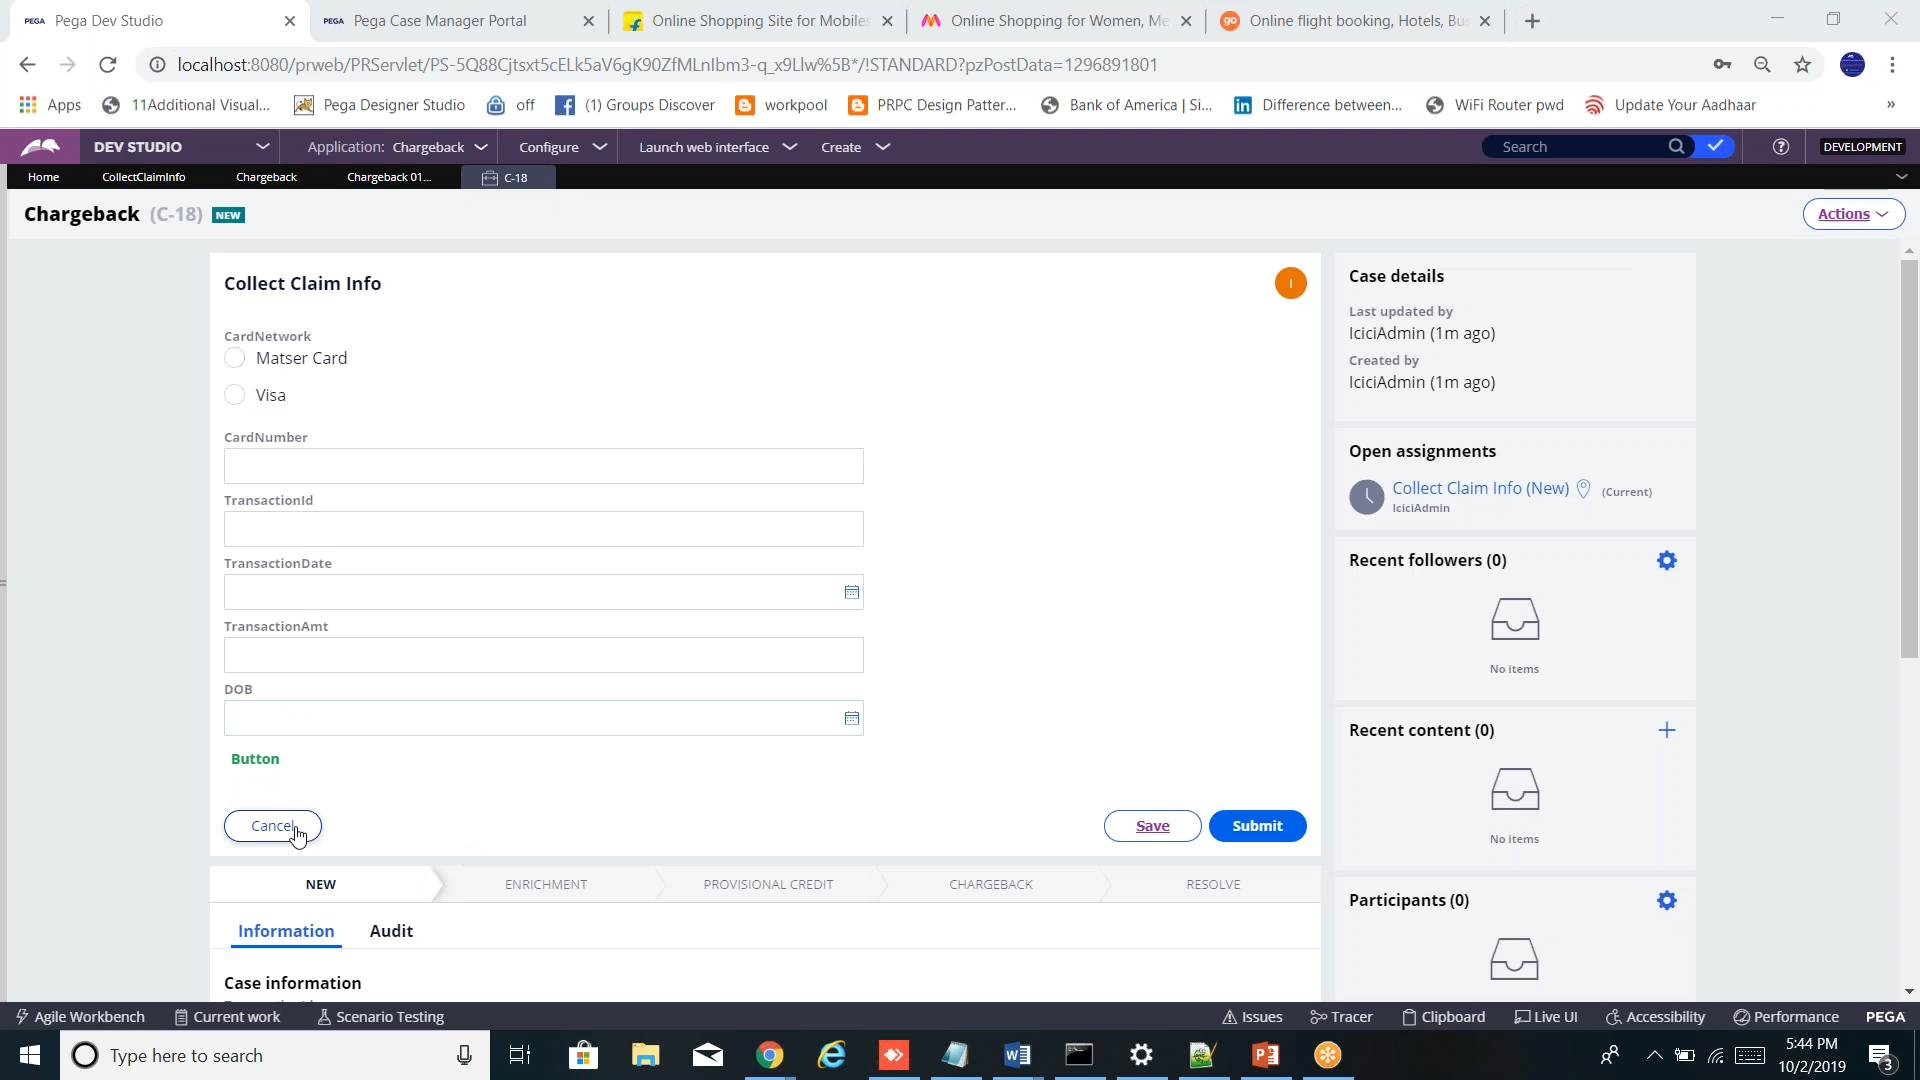 PEGA Pega Dev Studio
PEGA Pega Case Manager Portal
Online Shopping Site for Mobiles
Online Shopping for Women, Me
go Online flight booking, Hotels, Bus
localhost:8080/prweb/PRServlet/PS-5Q88Cjtsxt5cELk5aV6gK90ZfMLnIbm3-q_x9Llw%5B*/!STANDARD?pzPostData=1296891801
Apps
11Additional Visual...
Pega Designer Studio
off
(1) Groups Discover
workpool
PRPC Design Patter...
Bank of America | Si...
Difference between...
WiFi Router pwd
Update Your Aadhaar
»
DEV STUDIO
Application: Chargeback
Configure
Launch web interface
Create
Search
DEVELOPMENT
Home
CollectClaimInfo
Chargeback
Chargeback 01...
C-18
Chargeback (C-18) NEW
Actions
Collect Claim Info
I
CardNetwork
Matser Card
Visa
CardNumber
TransactionId
TransactionDate
TransactionAmt
DOB
Button
Cancel
Save
Submit
Case details
Last updated by
IciciAdmin (1m ago)
Created by
IciciAdmin (1m ago)
Open assignments
Collect Claim Info (New) (Current)
IciciAdmin
Recent followers (0)
No items
Recent content (0)
No items
Participants (0)
NEW
ENRICHMENT
PROVISIONAL CREDIT
CHARGEBACK
RESOLVE
Information
Audit
Case information
Agile Workbench
Current work
Scenario Testing
Issues
Tracer
Clipboard
Live UI
Accessibility
Performance
PEGA
Type here to search
5:44 PM
10/2/2019
3